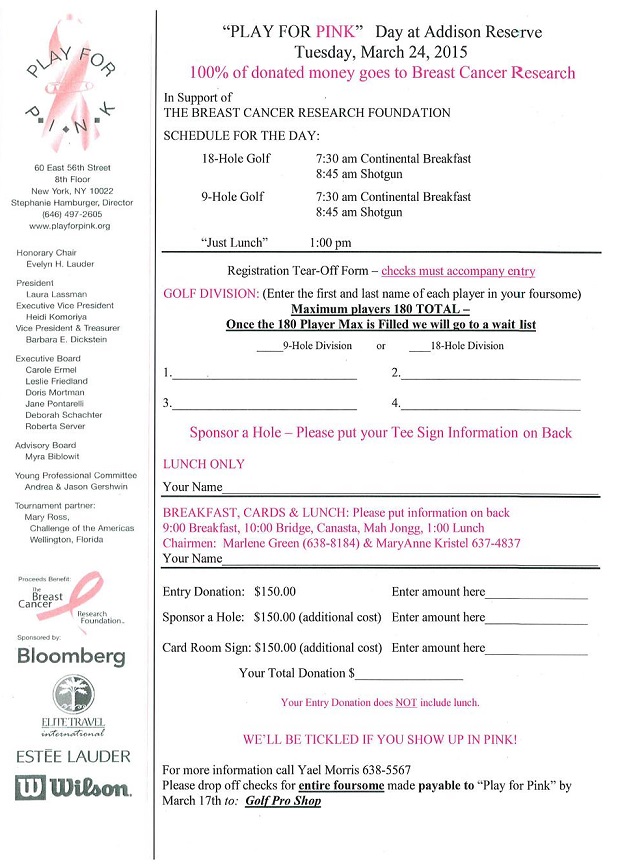 PLAY FOR
P.I.N.K
60 East 56th Street
8th Floor
New York, NY 10022
Stephanie Hamburger, Director
(646) 497-2605
www.playforpink.org
Honorary Chair
Evelyn H. Lauder
President
Laura Lassman
Executive Vice President
Heidi Komoriya
Vice President & Treasurer
Barbara E. Dickstein
Executive Board
Carole Ermel
Leslie Friedland
Doris Mortman
Jane Pontarelli
Deborah Schachter
Roberta Server
Advisory Board
Myra Biblowit
Young Professional Committee
Andrea & Jason Gershwin
Tournament partner:
Mary Ross,
Challenge of the Americas
Wellington, Florida
Proceeds Benefit:
The
Breast
Cancer
Research
Foundation
Sponsored by:
Bloomberg
ELITE TRAVEL
international
ESTĒE LAUDER
W Wilson.
“PLAY FOR PINK” Day at Addison Reserve
Tuesday, March 24, 2015
100% of donated money goes to Breast Cancer Research
In Support of
THE BREAST CANCER RESEARCH FOUNDATION
SCHEDULE FOR THE DAY:
18-Hole Golf 7:30 am Continental Breakfast
8:45 am Shotgun
9-Hole Golf 7:30 am Continental Breakfast
8:45 am Shotgun
“Just Lunch” 1:00 pm
Registration Tear-Off Form – checks must accompany entry
GOLF DIVISION: (Enter the first and last name of each player in your foursome)
Maximum players 180 TOTAL –
Once the 180 Player Max is Filled we will go to a wait list
____9-Hole Division or ___18-Hole Division
1.__________________________ 2.__________________________
3.__________________________ 4.__________________________
Sponsor a Hole – Please put your Tee Sign Information on Back
LUNCH ONLY
Your Name______________________________________________________
BREAKFAST, CARDS & LUNCH: Please put information on back
9:00 Breakfast, 10:00 Bridge, Canasta, Mah Jongg, 1:00 Lunch
Chairmen: Marlene Green (638-8184) & MaryAnne Kristel 637-4837
Your Name______________________________________________________
Entry Donation: $150.00 Enter amount here_______________
Sponsor a Hole: $150.00 (additional cost) Enter amount here_______________
Card Room Sign: $150.00 (additional cost) Enter amount here_______________
Your Total Donation $________________
Your Entry Donation does NOT include lunch.
WE’LL BE TICKLED IF YOU SHOW UP IN PINK!
For more information call Yael Morris 638-5567
Please drop off checks for entire foursome made payable to “Play for Pink” by
March 17th to: Golf Pro Shop